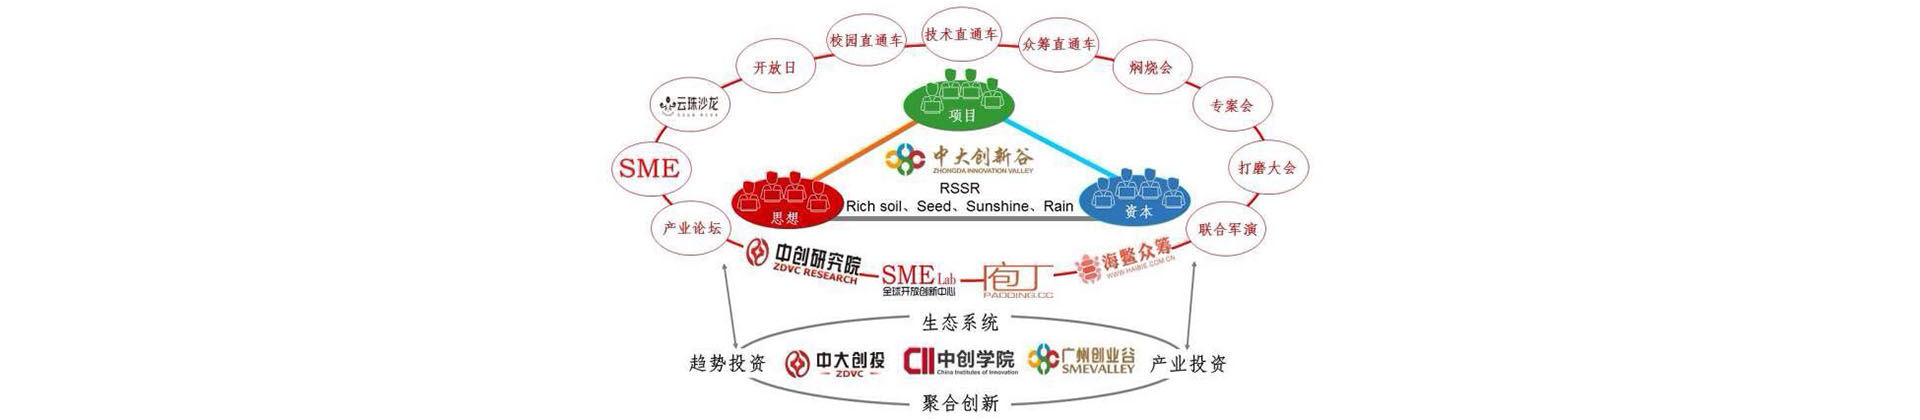 校园直通车
技术直通车
众筹直通车
开放日
焖烧会
云珠沙龙
专案会
SME
打磨大会
产业论坛
联合军演
项目
中大创新谷
ZHONGDA INNOVATION VALLEY
RSSR
Rich soil、Seed、Sunshine、Rain
思想
资本
中创研究院
ZDVC RESEARCH
SME Lab
全球开放创新中心
庖丁
PAODING.CC
海鳖众筹
WWW.HAIBIE.COM.CN
生态系统
趋势投资
中大创投
ZDVC
CII 中创学院
China Institutes of Innovation
广州创业谷
SMEVALLEY
产业投资
聚合创新